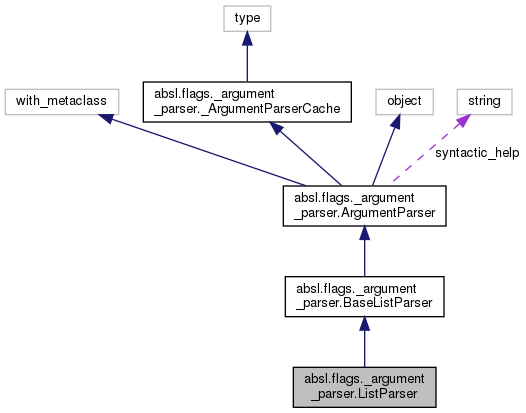 type
with_metaclass
absl.flags._argument
_parser._ArgumentParserCache
object
string
syntactic_help
absl.flags._argument
_parser.ArgumentParser
absl.flags._argument
_parser.BaseListParser
absl.flags._argument
_parser.ListParser